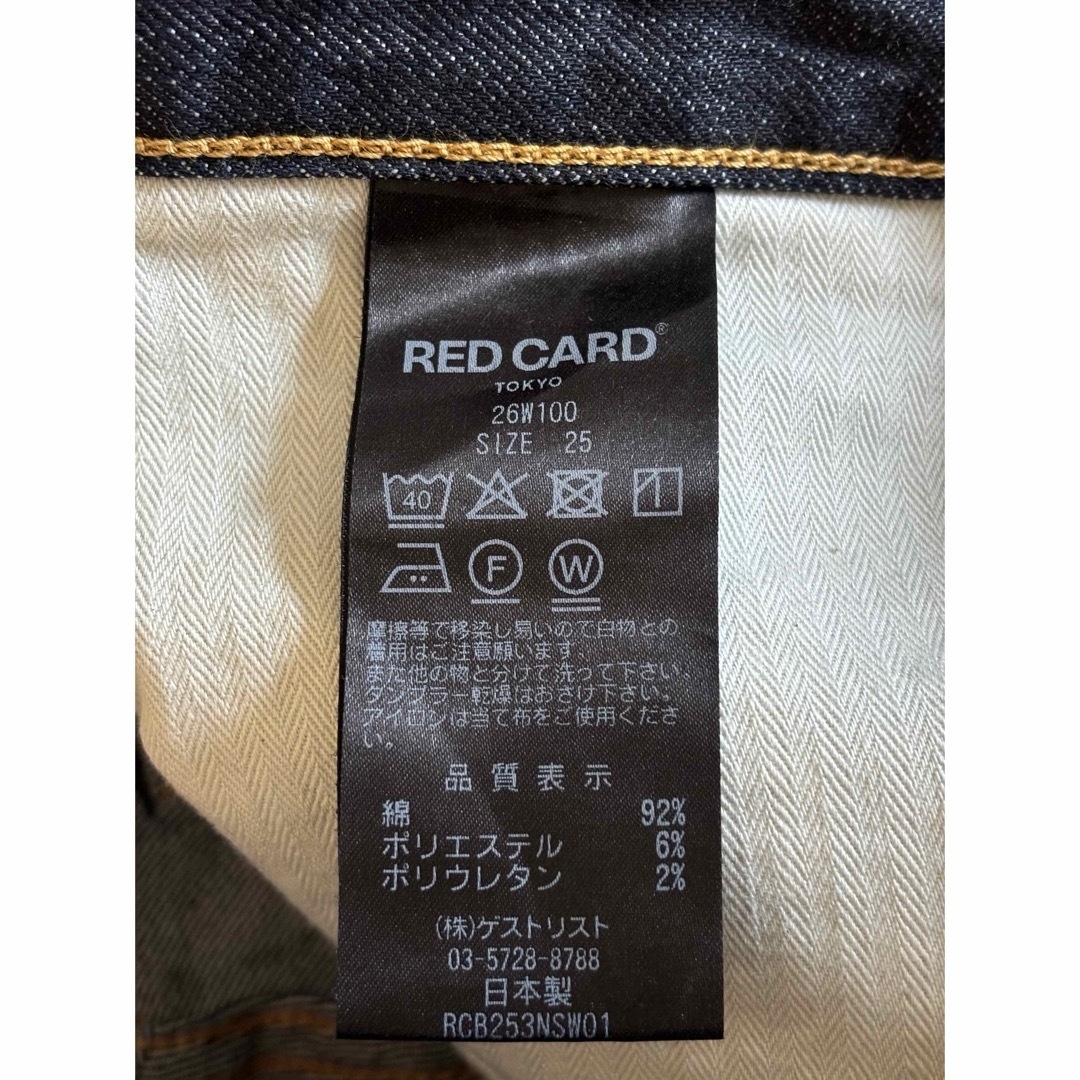 RED CARD®
TOKYO
26W100
SIZE 25
40
F W
摩擦等で移染し易いので白物との
着用はご注意願います。
また他の物と分けて洗って下さい。
タンブラー乾燥はおさけ下さい。
アイロンは当て布をご使用くださ
い。
品質表示
綿 92%
ポリエステル 6%
ポリウレタン 2%
(株)ゲストリスト
03-5728-8788
日本製
RCB253NSW01